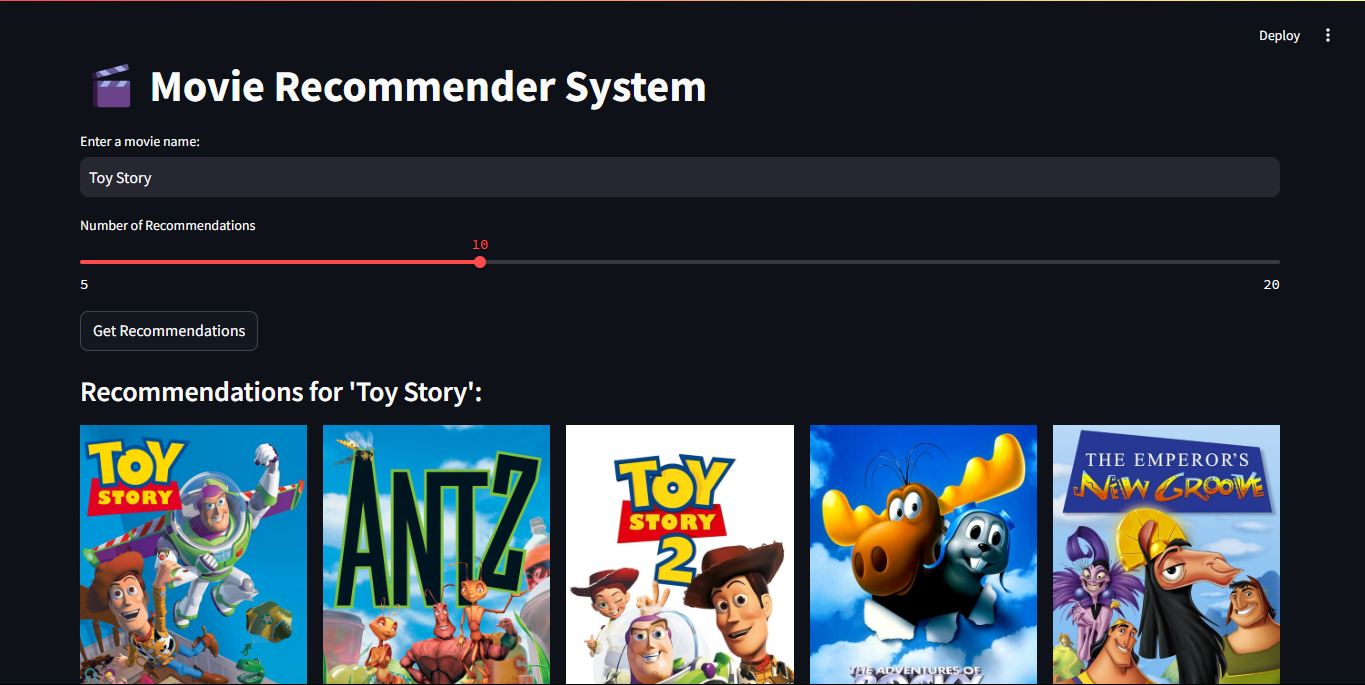 Deploy
Movie Recommender System
Enter a movie name:
Toy Story
Number of Recommendations
10
5
20
Get Recommendations
Recommendations for 'Toy Story':
TOY
STORY
ANTZ
TOY
STORY
2
THE ADVENTURES OF
THE EMPEROR'S
NEW GROOVE